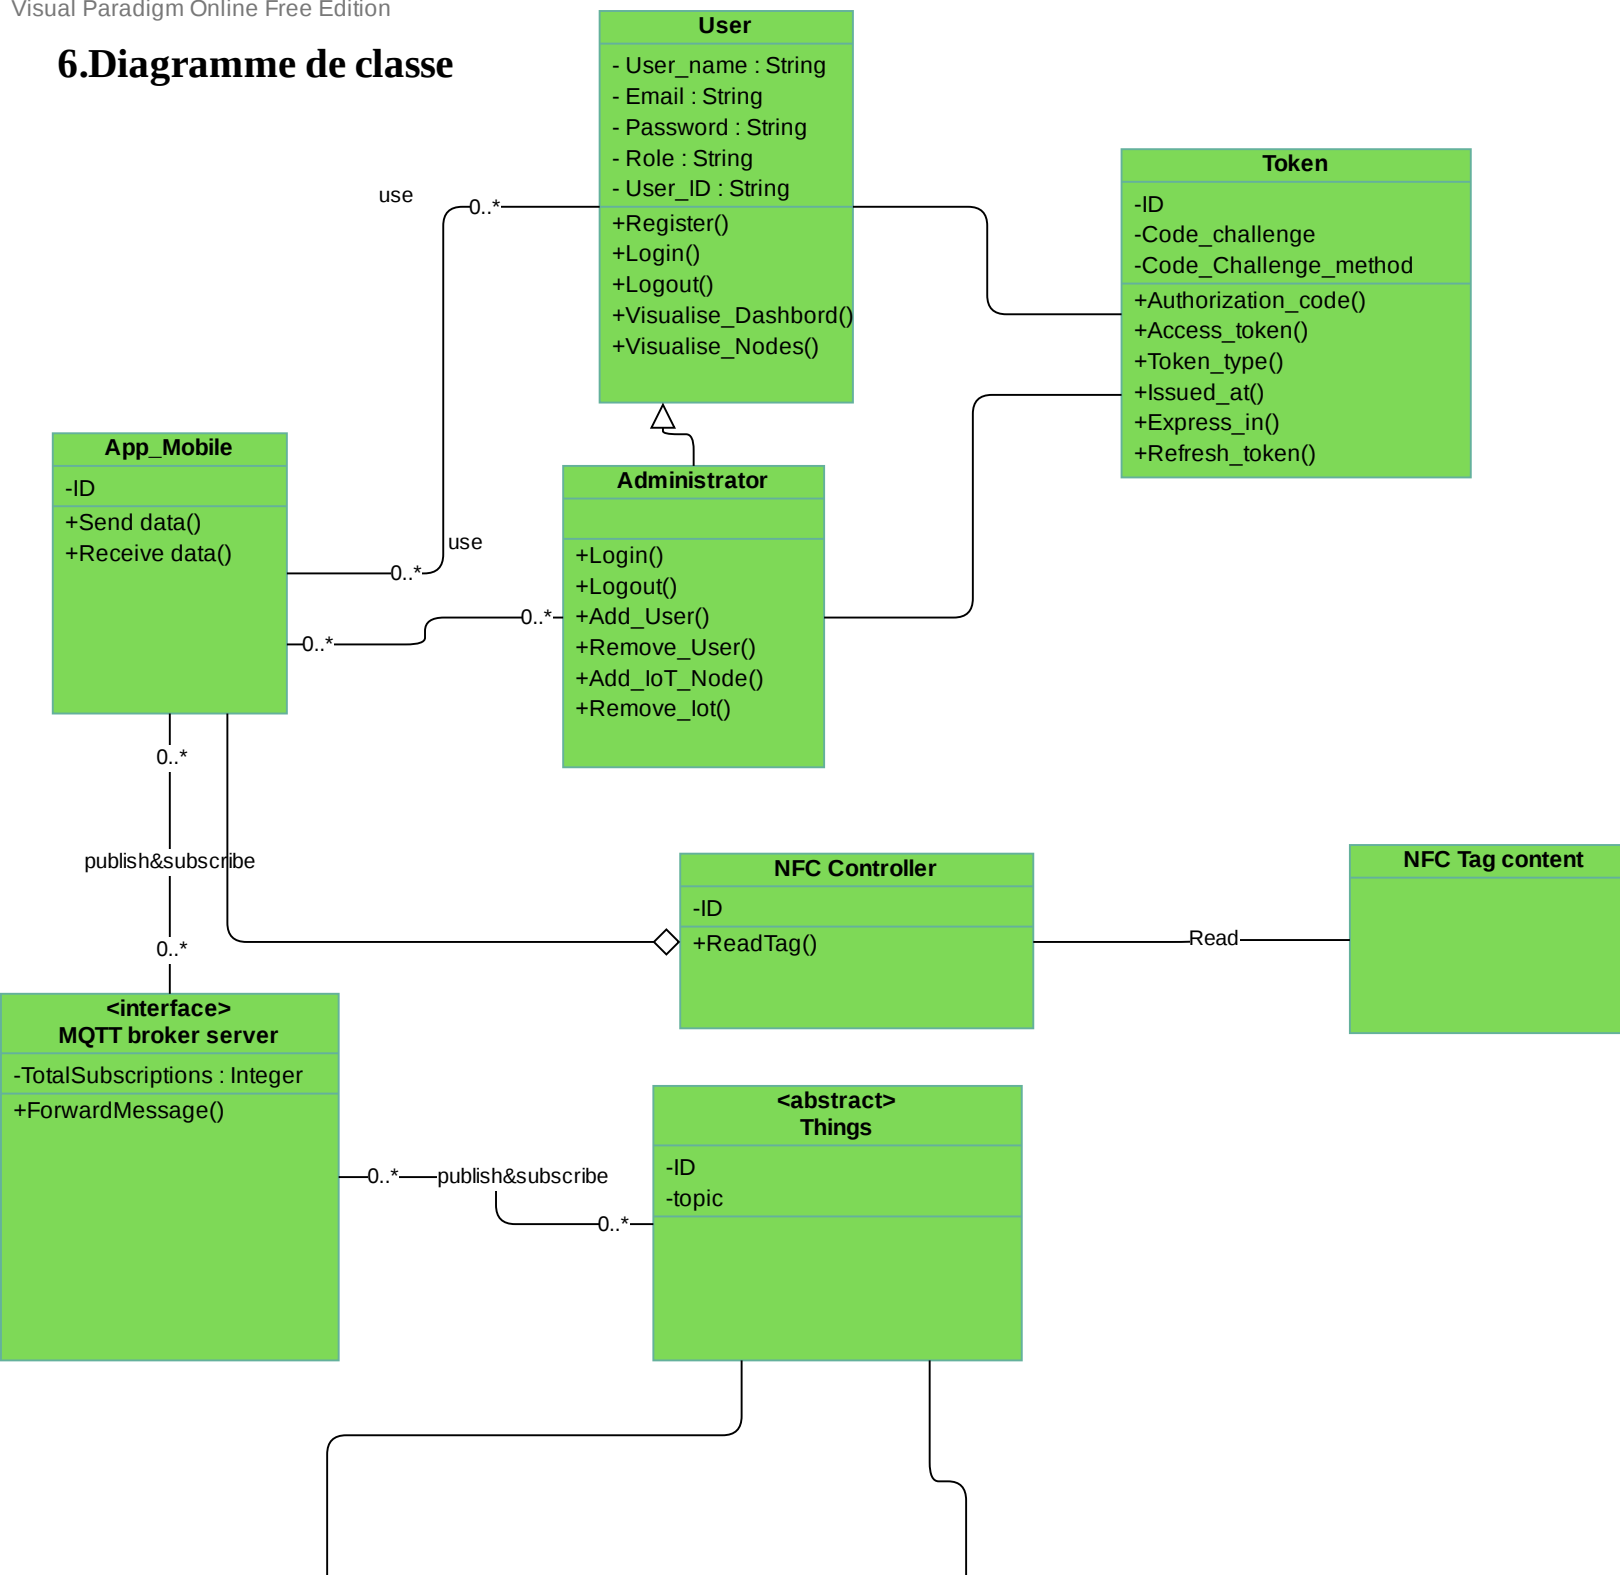 Visual Paradigm Online Free Edition
6.Diagramme de classe
User
- User_name : String
- Email : String
- Password : String
- Role : String
- User_ID : String
+Register()
+Login()
+Logout()
+Visualise_Dashbord()
+Visualise_Nodes()
Token
-ID
-Code_challenge
-Code_Challenge_method
+Authorization_code()
+Access_token()
+Token_type()
+Issued_at()
+Express_in()
+Refresh_token()
use
0..*
App_Mobile
-ID
+Send data()
+Receive data()
use
0..*
0..*
0..*
Administrator
+Login()
+Logout()
+Add_User()
+Remove_User()
+Add_IoT_Node()
+Remove_Iot()
0..*
publish&subscribe
0..*
NFC Controller
-ID
+ReadTag()
Read
NFC Tag content
<interface>
MQTT broker server
-TotalSubscriptions : Integer
+ForwardMessage()
0..*
publish&subscribe
0..*
<abstract>
Things
-ID
-topic